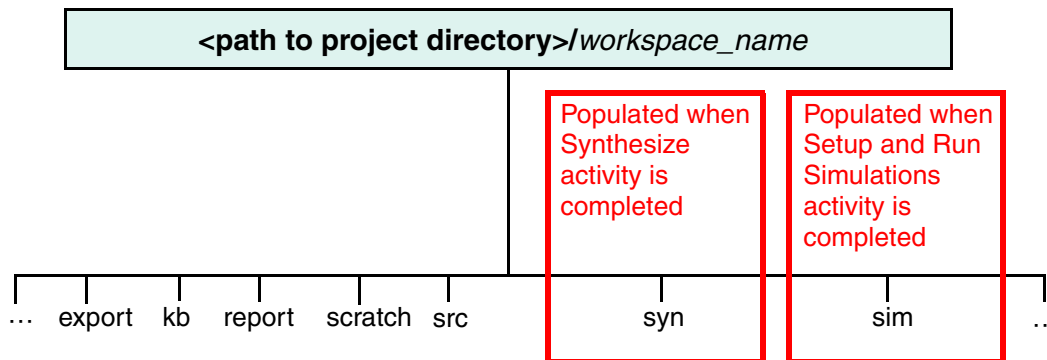 <path to project directory>/workspace_name
Populated when
Synthesize
activity is
completed
Populated when
Setup and Run
Simulations
activity is
completed
... export kb report scratch src syn sim ..